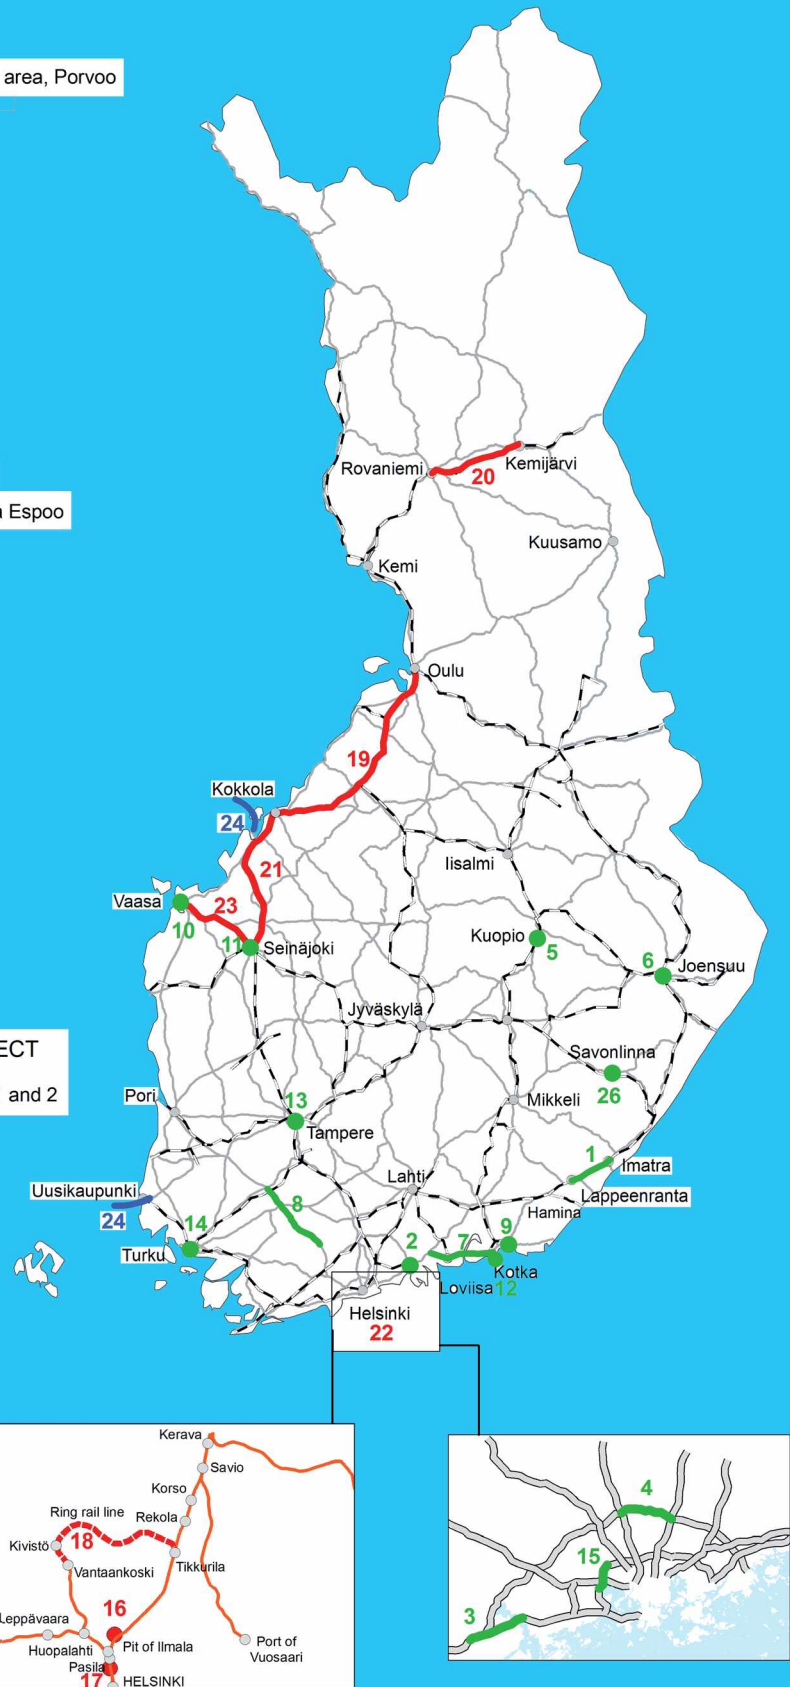 area, Porvoo
Rovaniemi
Kemijärvi
20
Espoo
Kuusamo
Kemi
Oulu
19
Kokkola
24
Iisalmi
21
Vaasa
23
10
11
Seinäjoki
Kuopio
5
6
Joensuu
Jyväskylä
ECT
Savonlinna
and 2
Pori
13
26
Mikkeli
Tampere
1
Imatra
Uusikaupunki
Lahti
Lappeenranta
24
8
Hamina
14
Turku
2
7
9
Kotka
Loviisa
12
Helsinki
22
Kerava
Savio
Korso
Ring rail line
Rekola
Kivistö
18
Vantaankoski
Tikkurila
16
Leppävaara
Pit of Ilmala
Huopalahti
Pasila
17
HELSINKI
Port of
Vuosaari
4
15
3